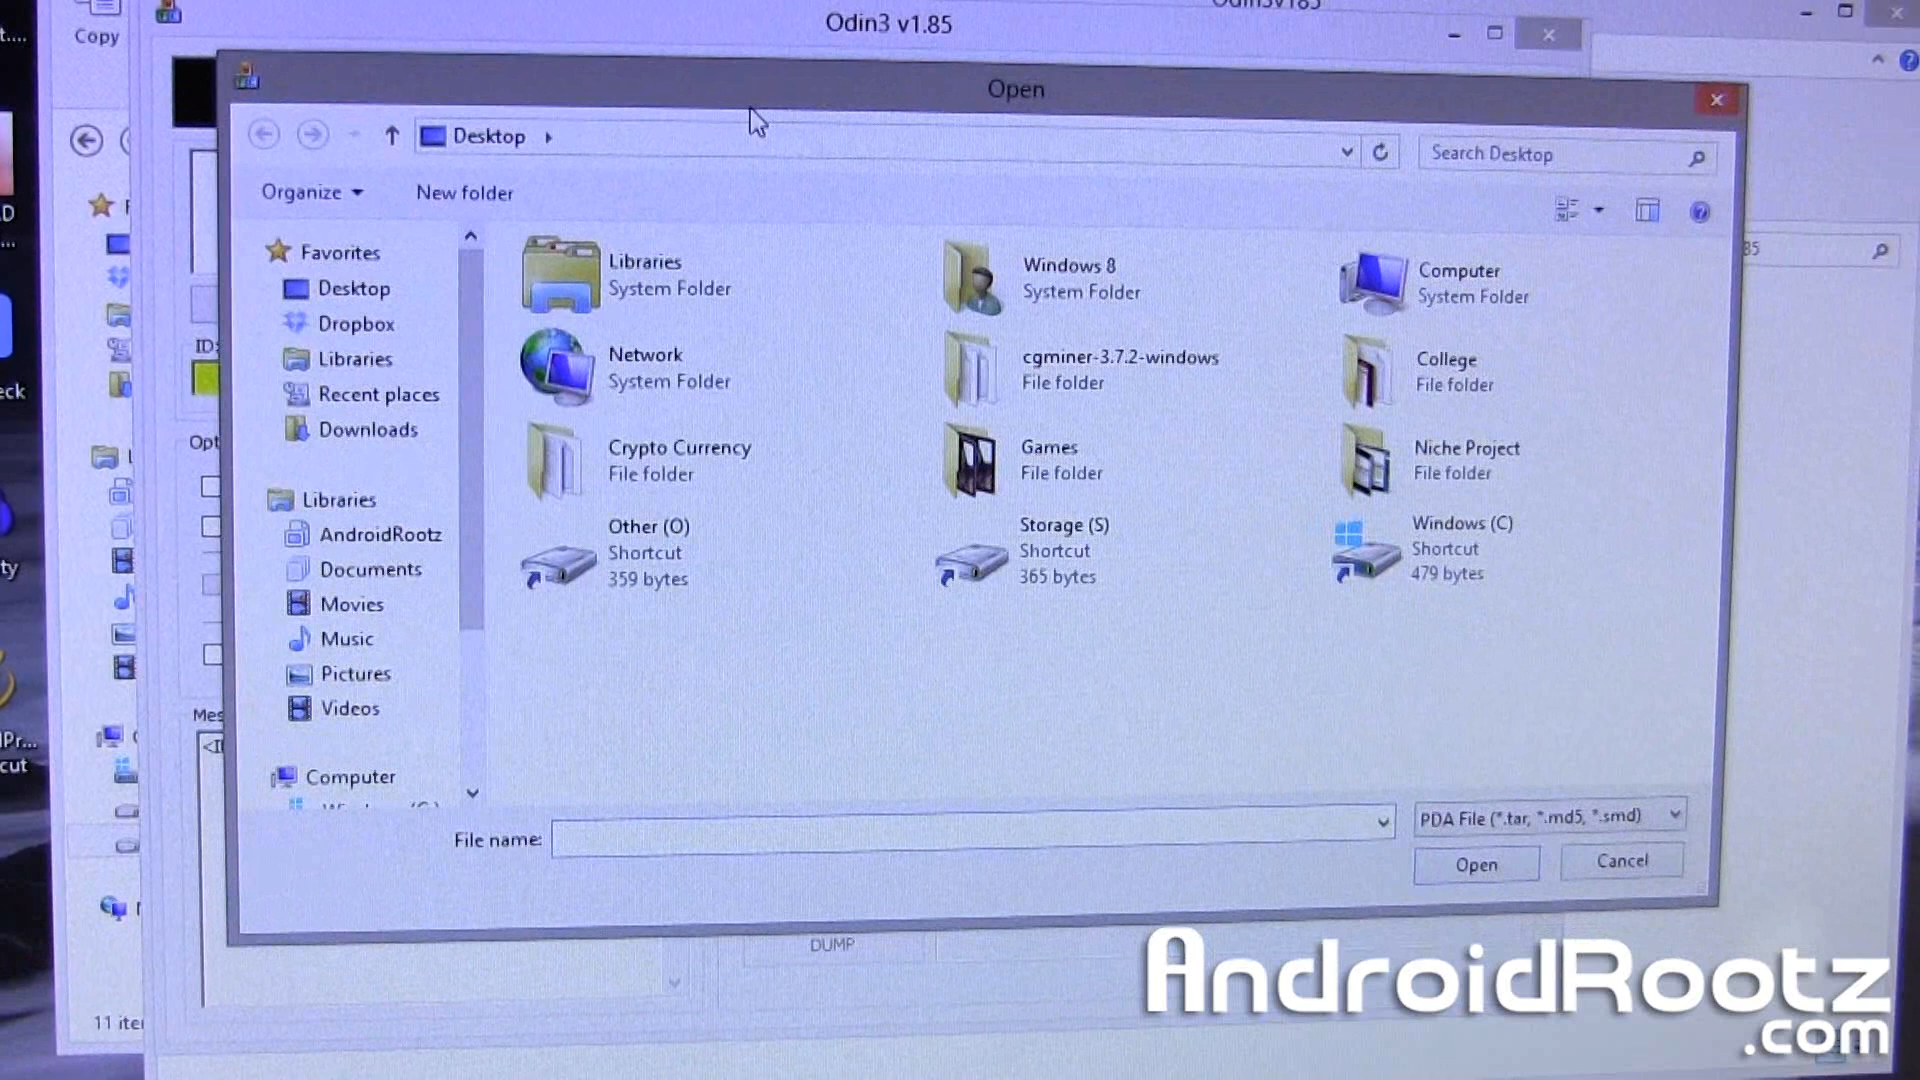 Odin3 v1.85
Odin3v185
Copy
Open
Desktop
Search Desktop
Organize
New folder
Favorites
Desktop
Dropbox
Libraries
Recent places
Downloads
Libraries
AndroidRootz
Documents
Movies
Music
Pictures
Videos
Computer
Libraries
System Folder
Windows 8
System Folder
Computer
System Folder
Network
System Folder
cgminer-3.7.2-windows
File folder
College
File folder
Crypto Currency
File folder
Games
File folder
Niche Project
File folder
Other (O)
Shortcut
359 bytes
Storage (S)
Shortcut
365 bytes
Windows (C)
Shortcut
479 bytes
File name:
PDA File (*.tar, *.md5, *.smd)
Open
Cancel
ID:
Opt
Mes
DUMP
11 ite
AndroidRootz
.com